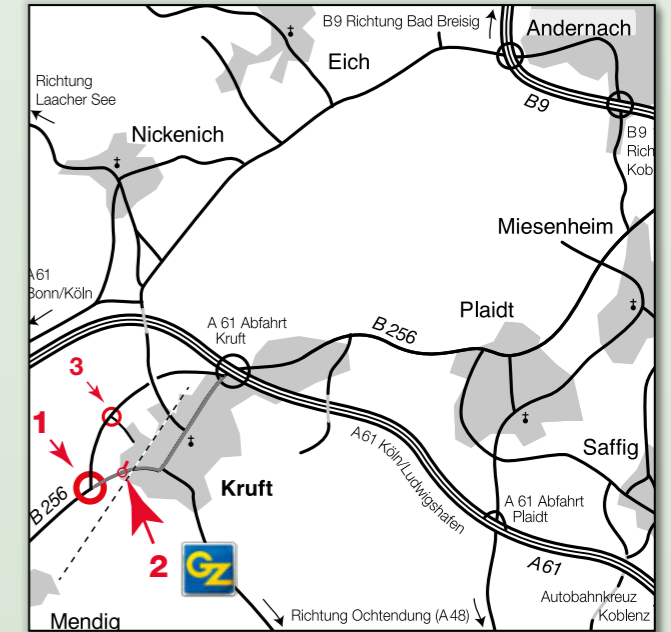 B9 Richtung Bad Breisig
Andernach
Eich
Richtung
Laacher See
B9
Nickenich
B9
Rich
Kob
Miesenheim
A61
Bonn/Köln
A 61 Abfahrt
Kruft
Plaidt
B 256
3
1
A61 Köln/Ludwigshafen
Saffig
Kruft
B 256
A 61 Abfahrt
Plaidt
2
GZ
A61
Autobahnkreuz
Koblenz
Mendig
Richtung Ochtendung (A 48)